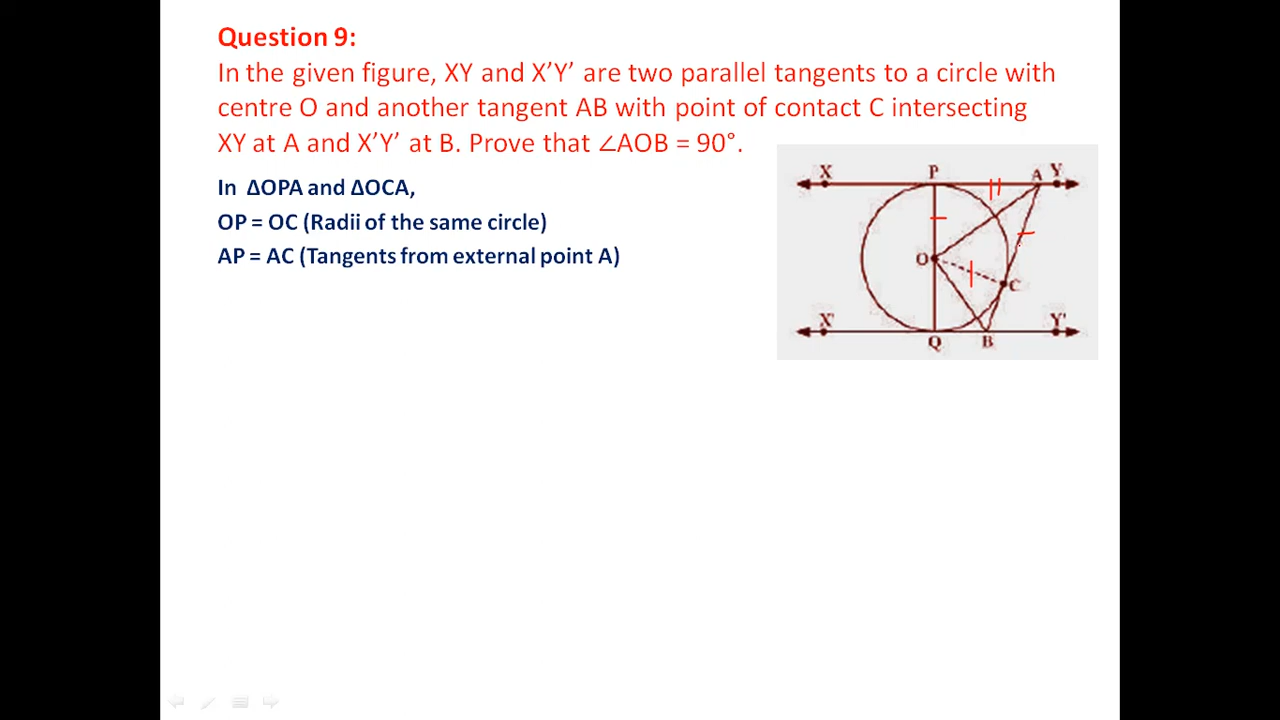 Question 9:
In the given figure, XY and X’Y’ are two parallel tangents to a circle with
centre O and another tangent AB with point of contact C intersecting
XY at A and X’Y’ at B. Prove that ∠AOB = 90°.
In ΔOPA and ΔOCA,
OP = OC (Radii of the same circle)
AP = AC (Tangents from external point A)
X P A Y
O
C
X' Y'
Q B